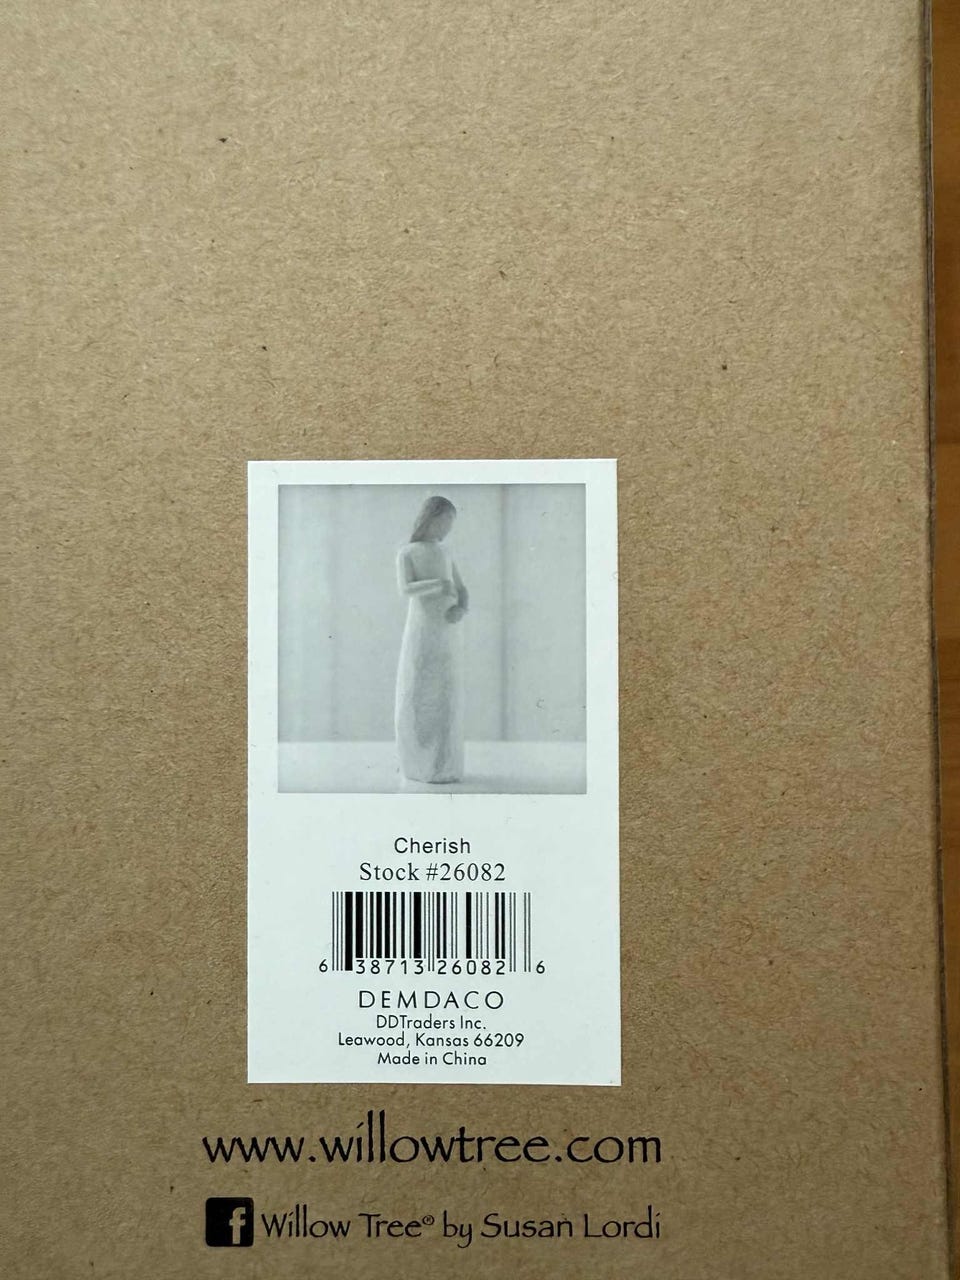 Cherish
Stock #26082
6 38713 26082 6
DEMDACO
DDTraders Inc.
Leawood, Kansas 66209
Made in China
www.willowtree.com
f Willow Tree® by Susan Lordi